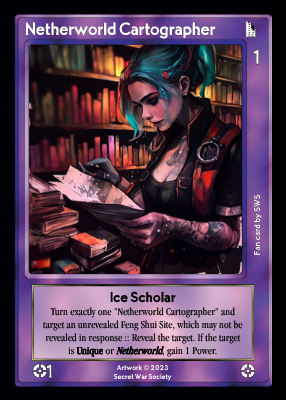 Netherworld Cartographer
1
Fan card by SWS
Ice Scholar
Turn exactly one "Netherworld Cartographer" and
target an unrevealed Feng Shui Site, which may not be
revealed in response :: Reveal the target. If the target
is Unique or Netherworld, gain 1 Power.
1
Artwork © 2023
Secret War Society